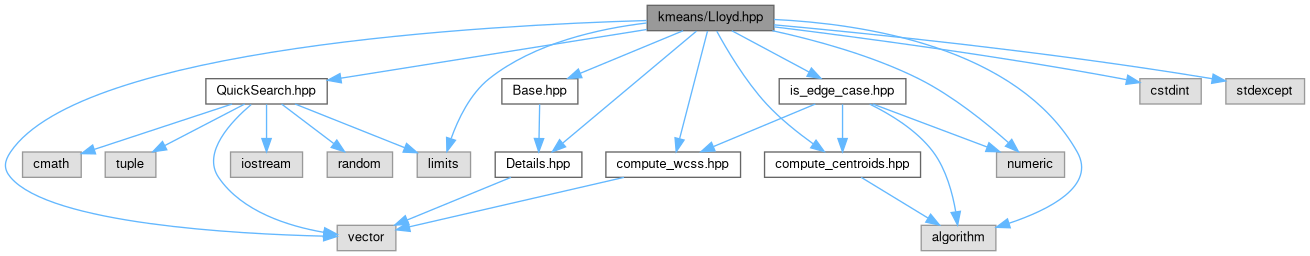 kmeans/Lloyd.hpp
QuickSearch.hpp
Base.hpp
is_edge_case.hpp
cstdint
stdexcept
cmath
tuple
iostream
random
limits
Details.hpp
compute_wcss.hpp
compute_centroids.hpp
numeric
vector
algorithm